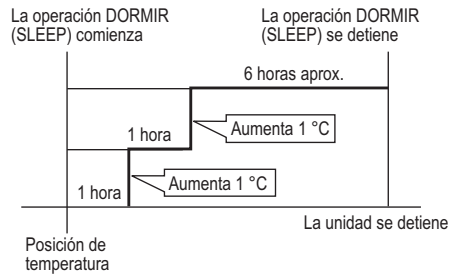 La operación DORMIR
(SLEEP) comienza
La operación DORMIR
(SLEEP) se detiene
6 horas aprox.
1 hora
Aumenta 1 °C
1 hora
Aumenta 1 °C
La unidad se detiene
Posición de
temperatura